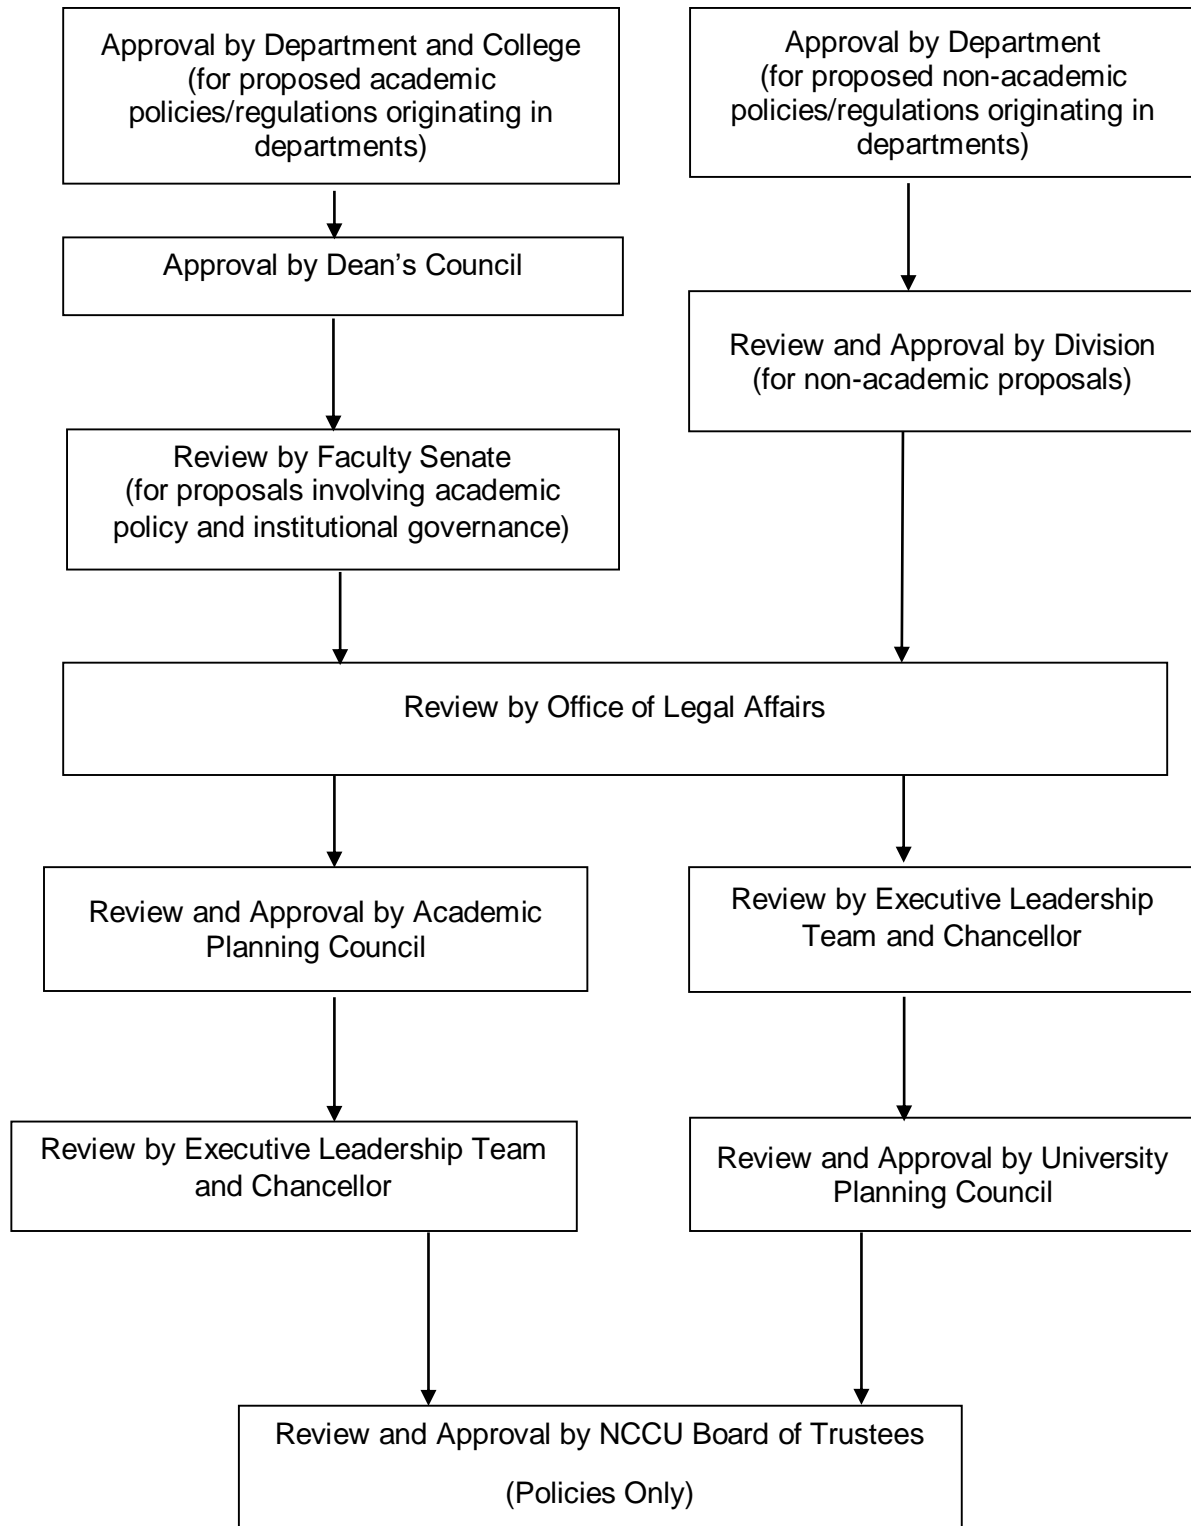 Approval by Department and College
(for proposed academic
policies/regulations originating in
departments)
Approval by Department
(for proposed non-academic
policies/regulations originating in
departments)
Approval by Dean’s Council
Review and Approval by Division
(for non-academic proposals)
Review by Faculty Senate
(for proposals involving academic
policy and institutional governance)
Review by Office of Legal Affairs
Review and Approval by Academic
Planning Council
Review by Executive Leadership
Team and Chancellor
Review by Executive Leadership Team
and Chancellor
Review and Approval by University
Planning Council
Review and Approval by NCCU Board of Trustees
(Policies Only)